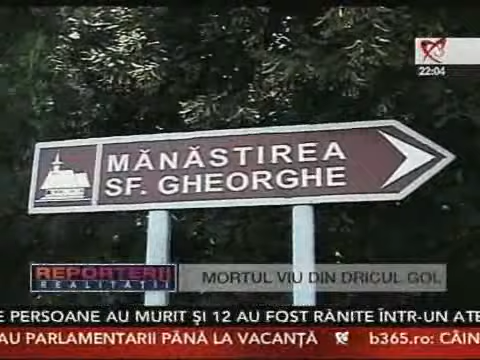 22:04
MĂNĂSTIREA
SF. GHEORGHE
REPORTERII
REALITATII
MORTUL VIU DIN DRICUL GOL
E PERSOANE AU MURIT ŞI 12 AU FOST RĂNITE ÎNTR-UN ATE
AU PARLAMENTARII PÂNĂ LA VACANŢĂ b365.ro: CÂIN